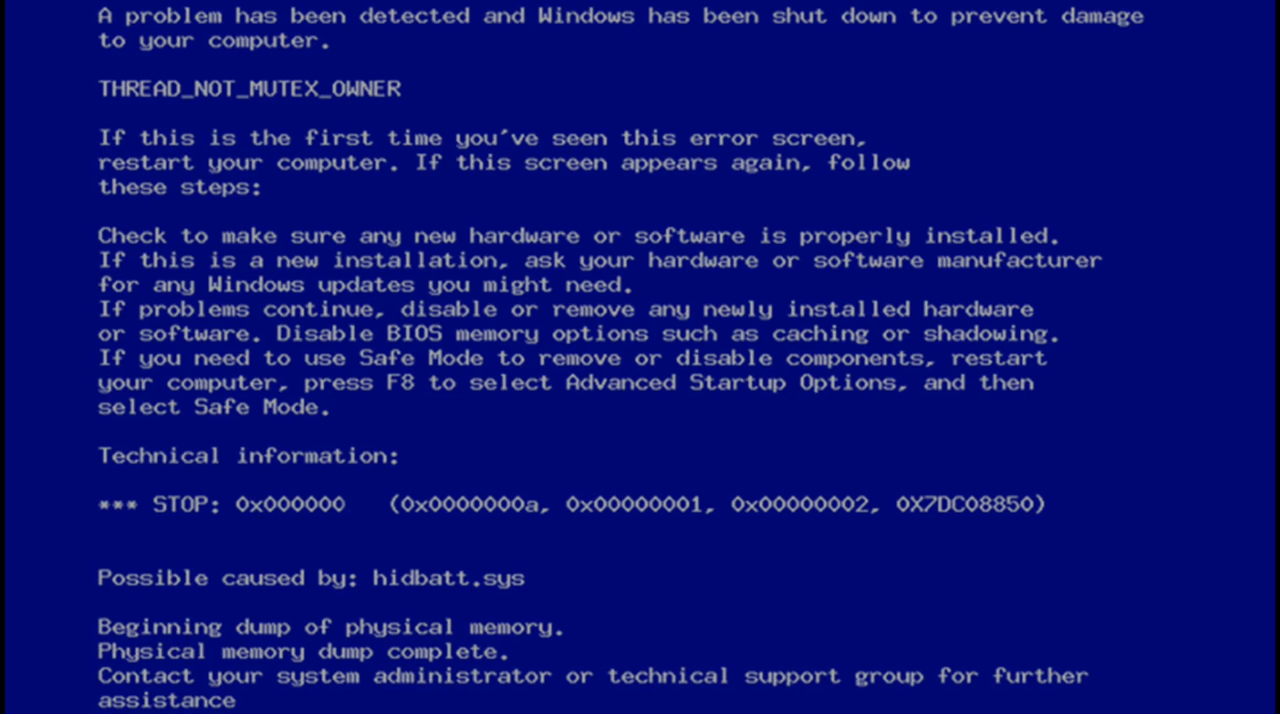 A problem has been detected and Windows has been shut down to prevent damage
to your computer.
THREAD_NOT_MUTEX_OWNER
If this is the first time you've seen this error screen,
restart your computer. If this screen appears again, follow
these steps:
Check to make sure any new hardware or software is properly installed.
If this is a new installation, ask your hardware or software manufacturer
for any Windows updates you might need.
If problems continue, disable or remove any newly installed hardware
or software. Disable BIOS memory options such as caching or shadowing.
If you need to use Safe Mode to remove or disable components, restart
your computer, press F8 to select Advanced Startup Options, and then
select Safe Mode.
Technical information:
*** STOP: 0x000000 (0x0000000a, 0x00000001, 0x00000002, 0X7DC08850)
Possible caused by: hidbatt.sys
Beginning dump of physical memory.
Physical memory dump complete.
Contact your system administrator or technical support group for further
assistance